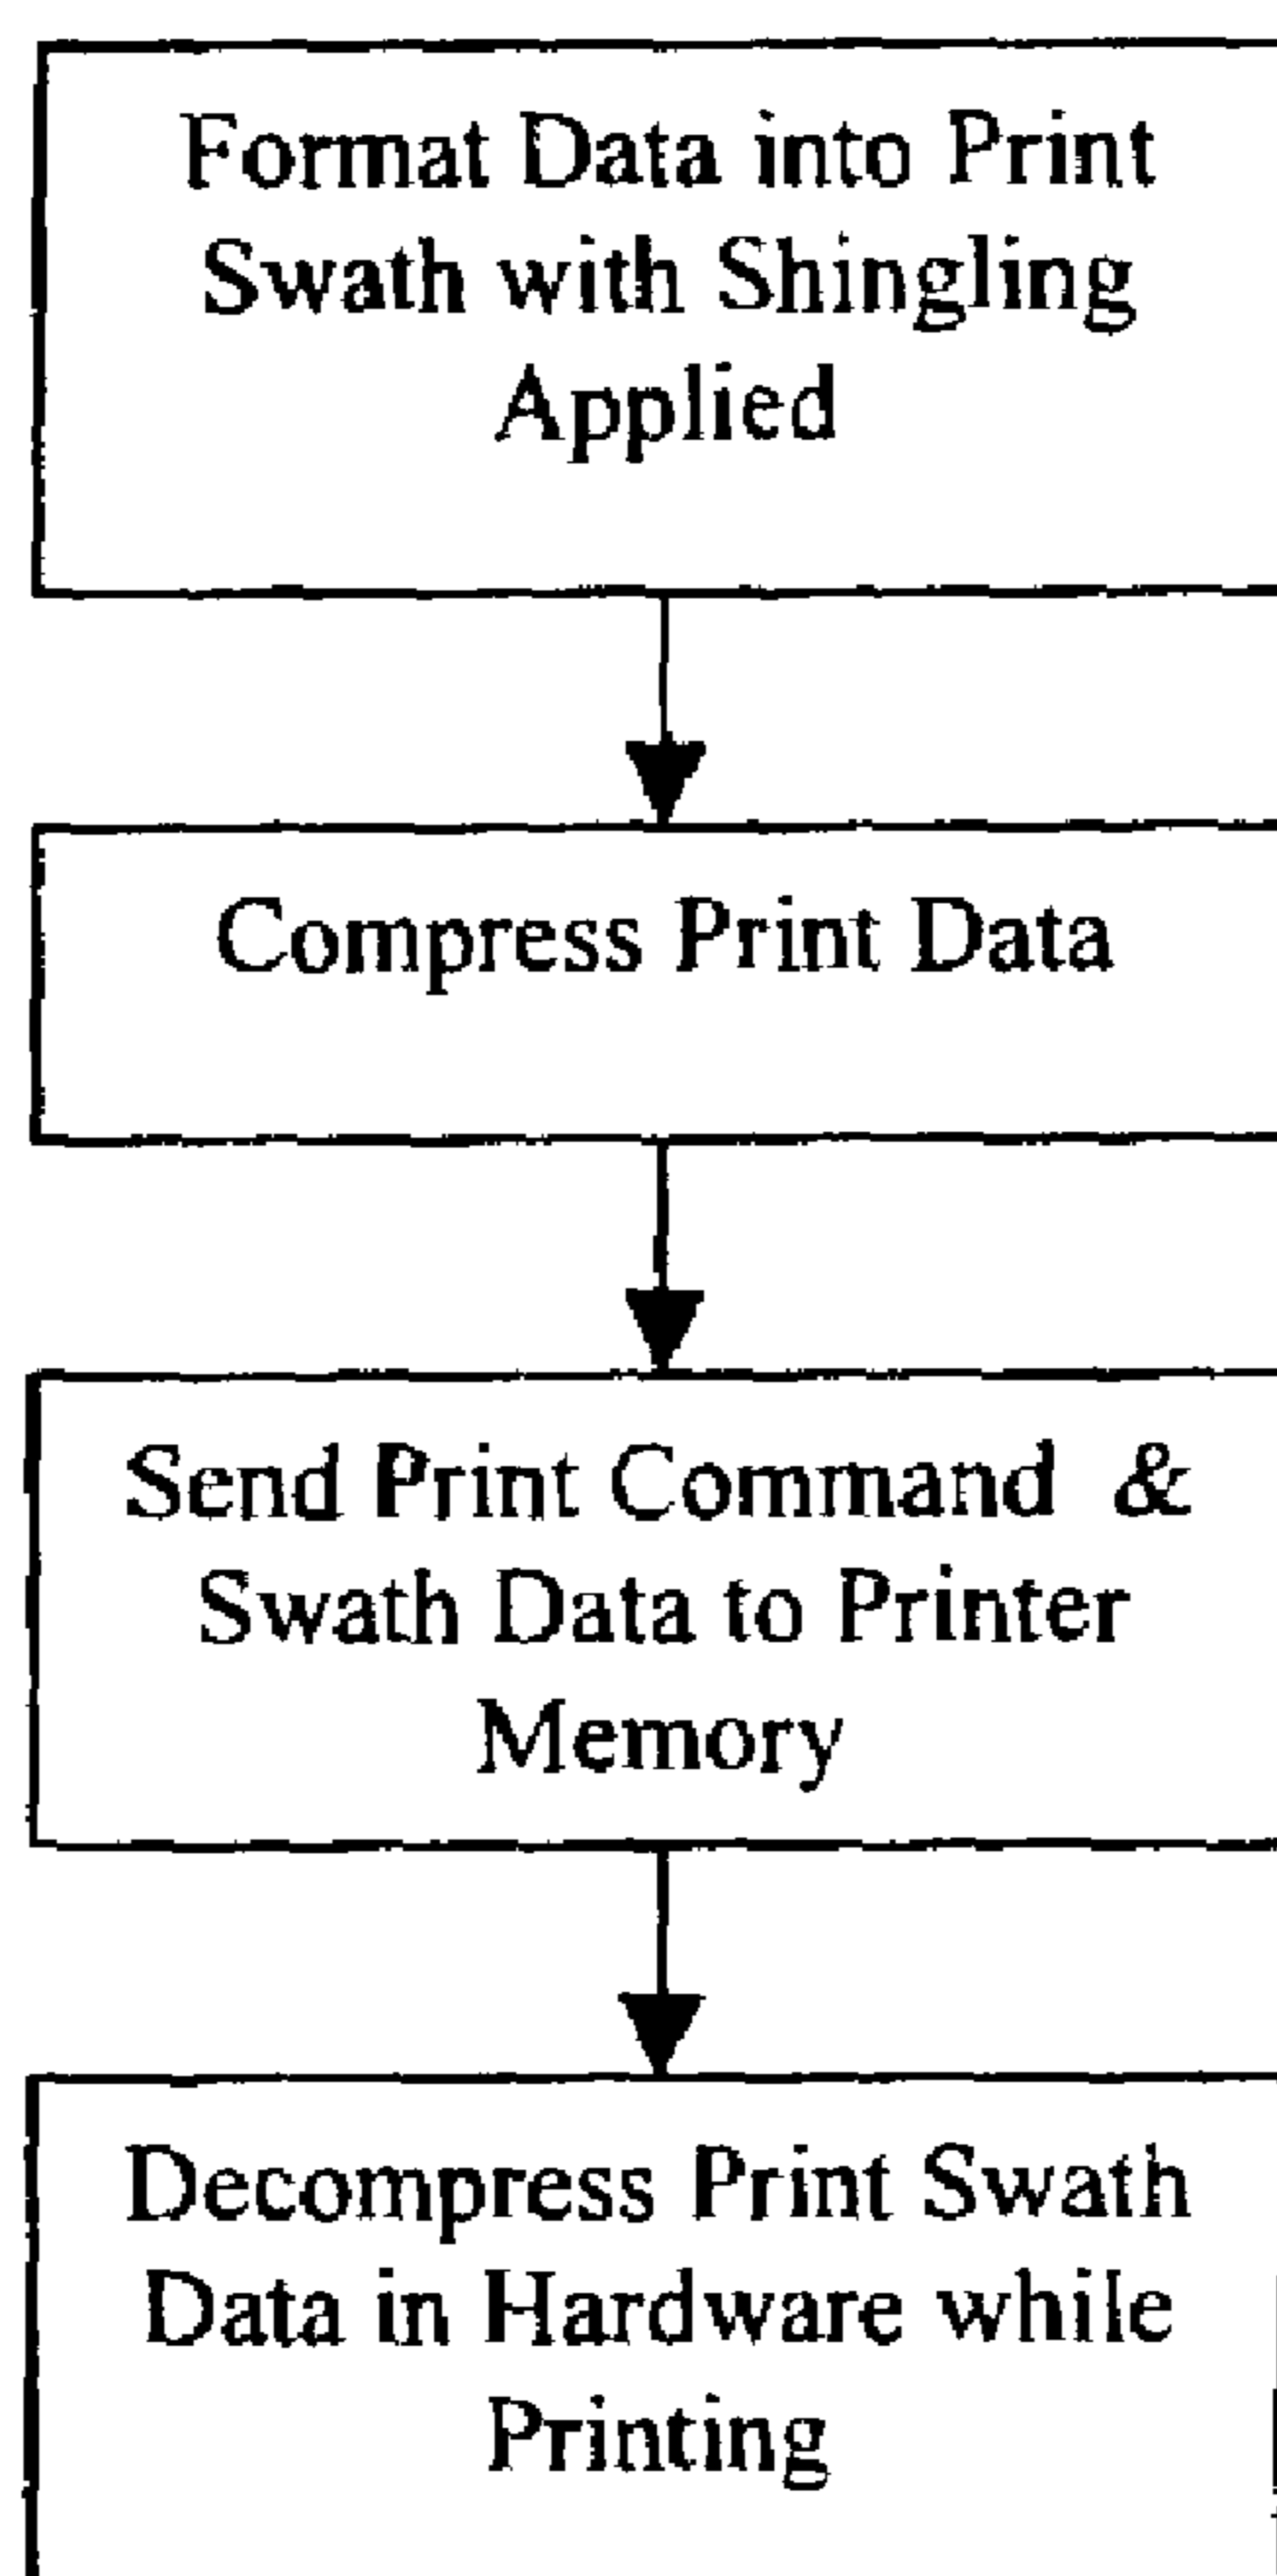 Format Data into Print
Swath with Shingling
Applied
Compress Print Data
Send Print Command &
Swath Data to Printer
Memory
Decompress Print Swath
Data in Hardware while
Printing